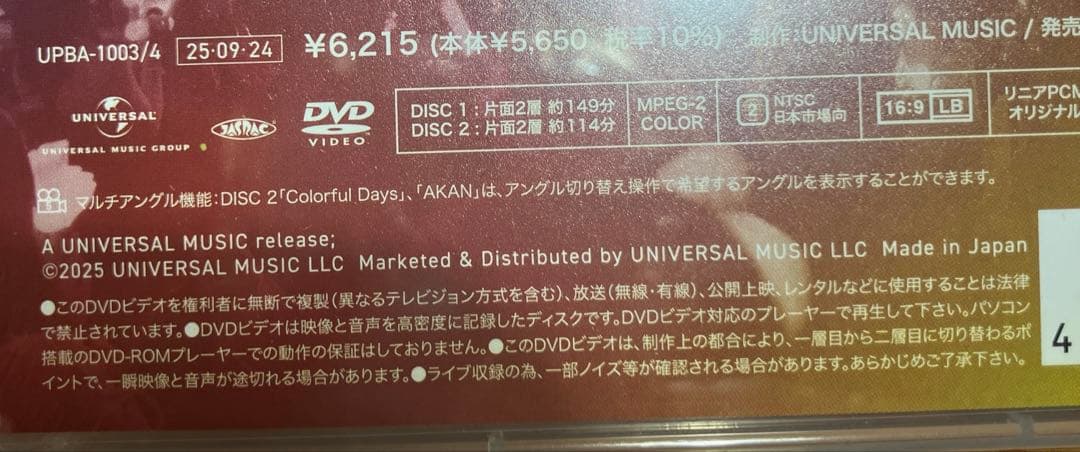 UPBA-1003/4 25・09・24 ¥6,215 (本体¥5,650 税率10%) 制作:UNIVERSAL MUSIC / 発売
UNIVERSAL
UNIVERSAL MUSIC GROUP
JASRAC
DVD
VIDEO
DISC 1 : 片面2層 約149分
DISC 2 : 片面2層 約114分
MPEG-2
COLOR
2
NTSC
日本市場向
16:9 LB
リニアPCM
オリジナル
5 マルチアングル機能:DISC 2「Colorful Days」、「AKAN」は、アングル切り替え操作で希望するアングルを表示することができます。
A UNIVERSAL MUSIC release;
©2025 UNIVERSAL MUSIC LLC Marketed & Distributed by UNIVERSAL MUSIC LLC Made in Japan
●このDVDビデオを権利者に無断で複製(異なるテレビジョン方式を含む)、放送(無線・有線)、公開上映、レンタルなどに使用することは法律
で禁止されています。●DVDビデオは映像と音声を高密度に記録したディスクです。DVDビデオ対応のプレーヤーで再生して下さい。パソコン
搭載のDVD-ROMプレーヤーでの動作の保証はしておりません。●このDVDビデオは、制作上の都合により、一層目から二層目に切り替わるポ
イントで、一瞬映像と音声が途切れる場合があります。●ライブ収録の為、一部ノイズ等が確認される場合があります。あらかじめご了承下さい。
4